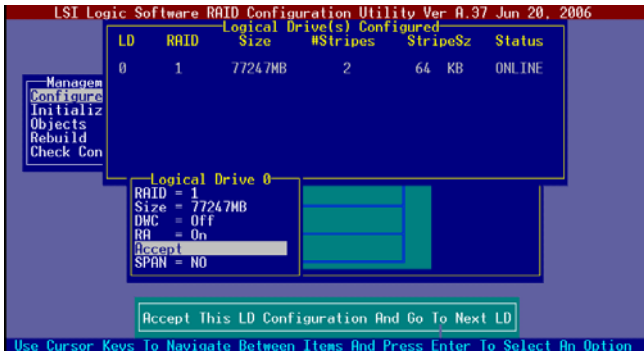 LSI Logic Software RAID Configuration Utility Ver A.37 Jun 20, 2006
Logical Drive(s) Configured
LD RAID Size #Stripes StripeSz Status
0 1 77247MB 2 64 KB ONLINE
Managem
Configure
Initializ
Objects
Rebuild
Check Con
Logical Drive 0
RAID = 1
Size = 77247MB
DWC = Off
RA = On
Accept
SPAN = NO
Accept This LD Configuration And Go To Next LD
Use Cursor Keys To Navigate Between Items And Press Enter To Select An Option